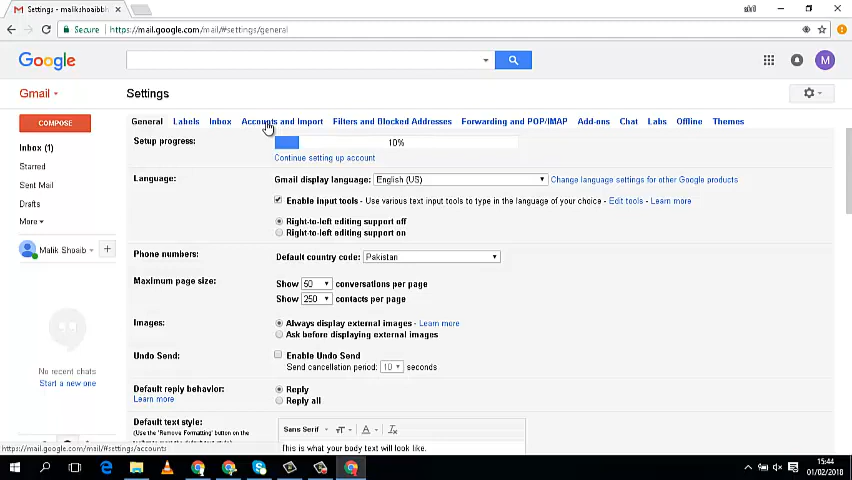 Settings - malikshoaibbh
Secure https://mail.google.com/mail/#settings/general
Google
M
Gmail
Settings
COMPOSE
General Labels Inbox Accounts and Import Filters and Blocked Addresses Forwarding and POP/IMAP Add-ons Chat Labs Offline Themes
Inbox (1)
Starred
Sent Mail
Drafts
More
Malik Shoaib
No recent chats
Start a new one
Setup progress:
10%
Continue setting up account
Language:
Gmail display language: English (US) Change language settings for other Google products
Enable input tools - Use various text input tools to type in the language of your choice - Edit tools - Learn more
Right-to-left editing support off
Right-to-left editing support on
Phone numbers:
Default country code: Pakistan
Maximum page size:
Show 50 conversations per page
Show 250 contacts per page
Images:
Always display external images - Learn more
Ask before displaying external images
Undo Send:
Enable Undo Send
Send cancellation period: 10 seconds
Default reply behavior:
Learn more
Reply
Reply all
Default text style:
(Use the 'Remove Formatting' button on
Sans Serif
This is what your body text will look like.
https://mail.google.com/mail/#settings/accounts
15:44
01/02/2018